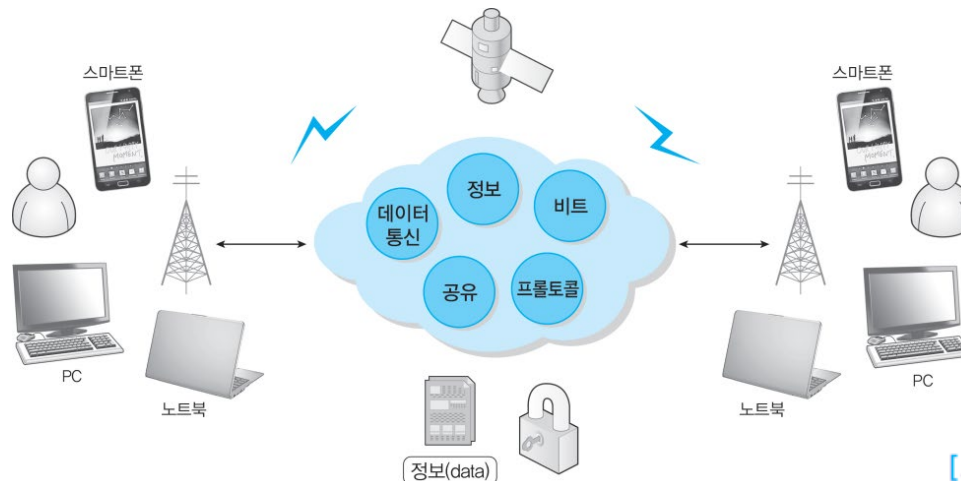 스마트폰
스마트폰
정보
비트
데이터
통신
공유
프롤토콜
PC
PC
노트북
노트북
정보(data)
[